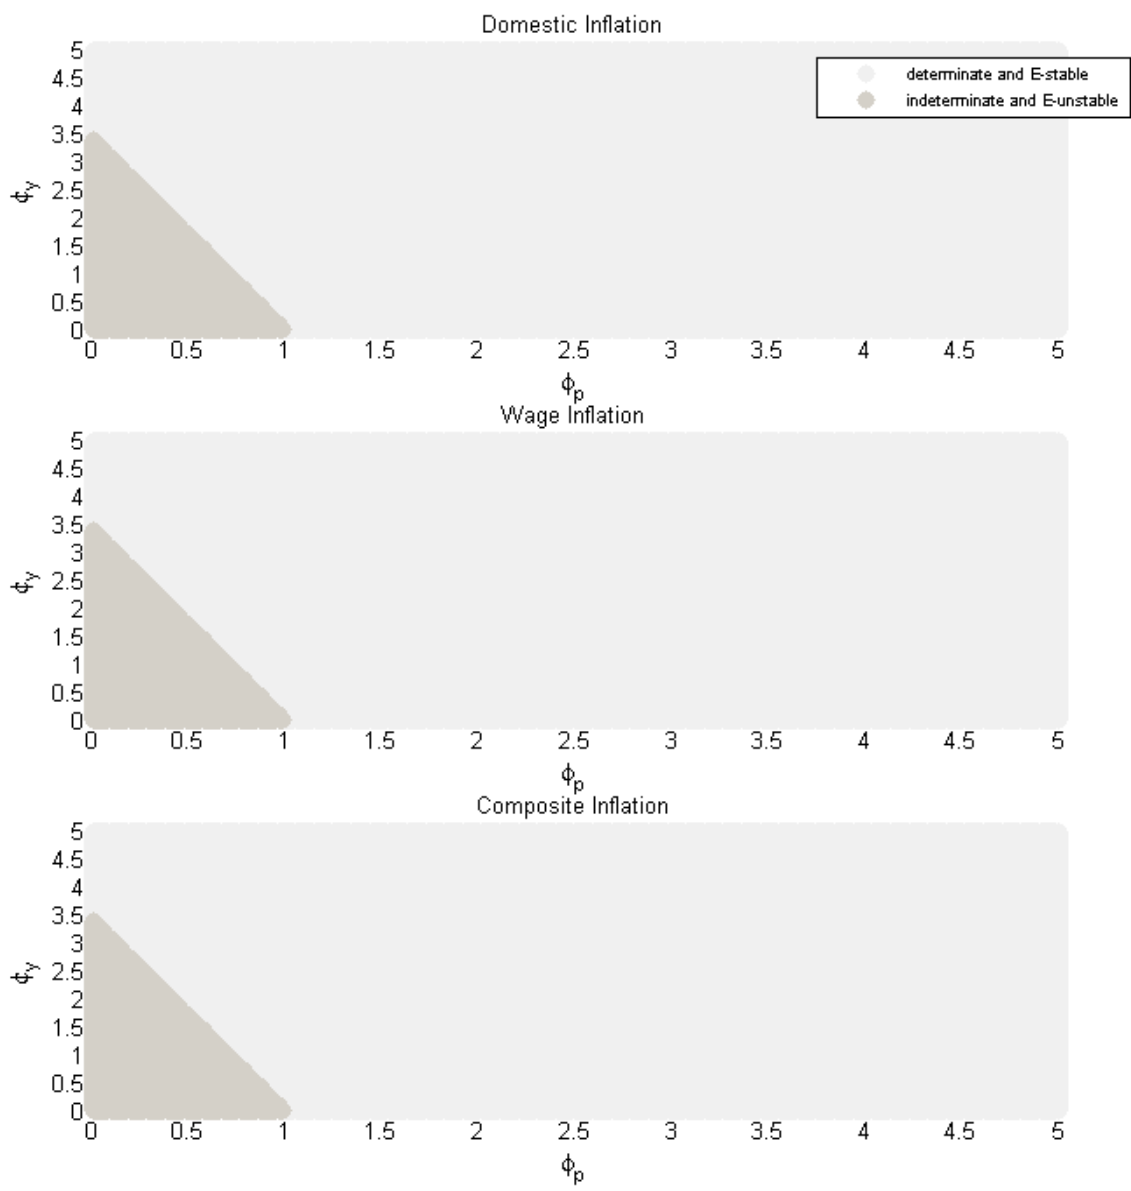 Domestic Inflation
5
4.5
4
3.5
3
2.5
2
1.5
1
0.5
0
ϕy
determinate and E-stable
indeterminate and E-unstable
0 0.5 1 1.5 2 2.5 3 3.5 4 4.5 5
ϕp
Wage Inflation
5
4.5
4
3.5
3
2.5
2
1.5
1
0.5
0
ϕy
0 0.5 1 1.5 2 2.5 3 3.5 4 4.5 5
ϕp
Composite Inflation
5
4.5
4
3.5
3
2.5
2
1.5
1
0.5
0
ϕy
0 0.5 1 1.5 2 2.5 3 3.5 4 4.5 5
ϕp